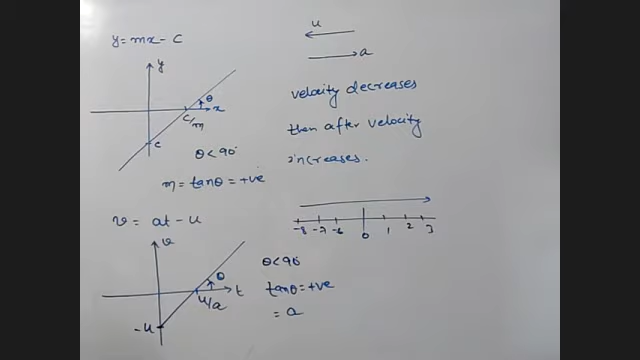 y = mx - c
y
θ
x
c/m
c
θ < 90°
m = tanθ = +ve
u
a
velocity decreases
then after velocity
increases.
v = at - u
v
θ
t
u/a
-u
-8 -7 -6 0 1 2 3
θ < 90°
tanθ = +ve
= a